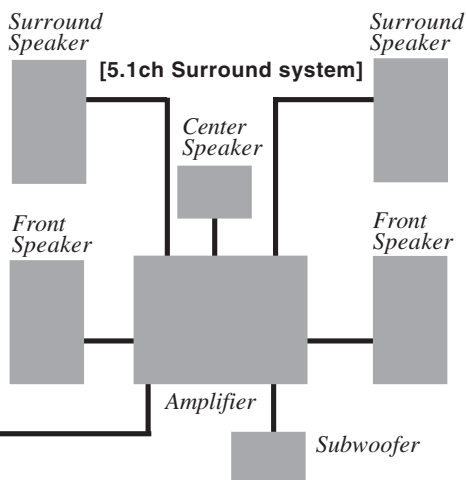 Surround
Speaker
Surround
Speaker
[5.1ch Surround system]
Center
Speaker
Front
Speaker
Front
Speaker
Amplifier
Subwoofer